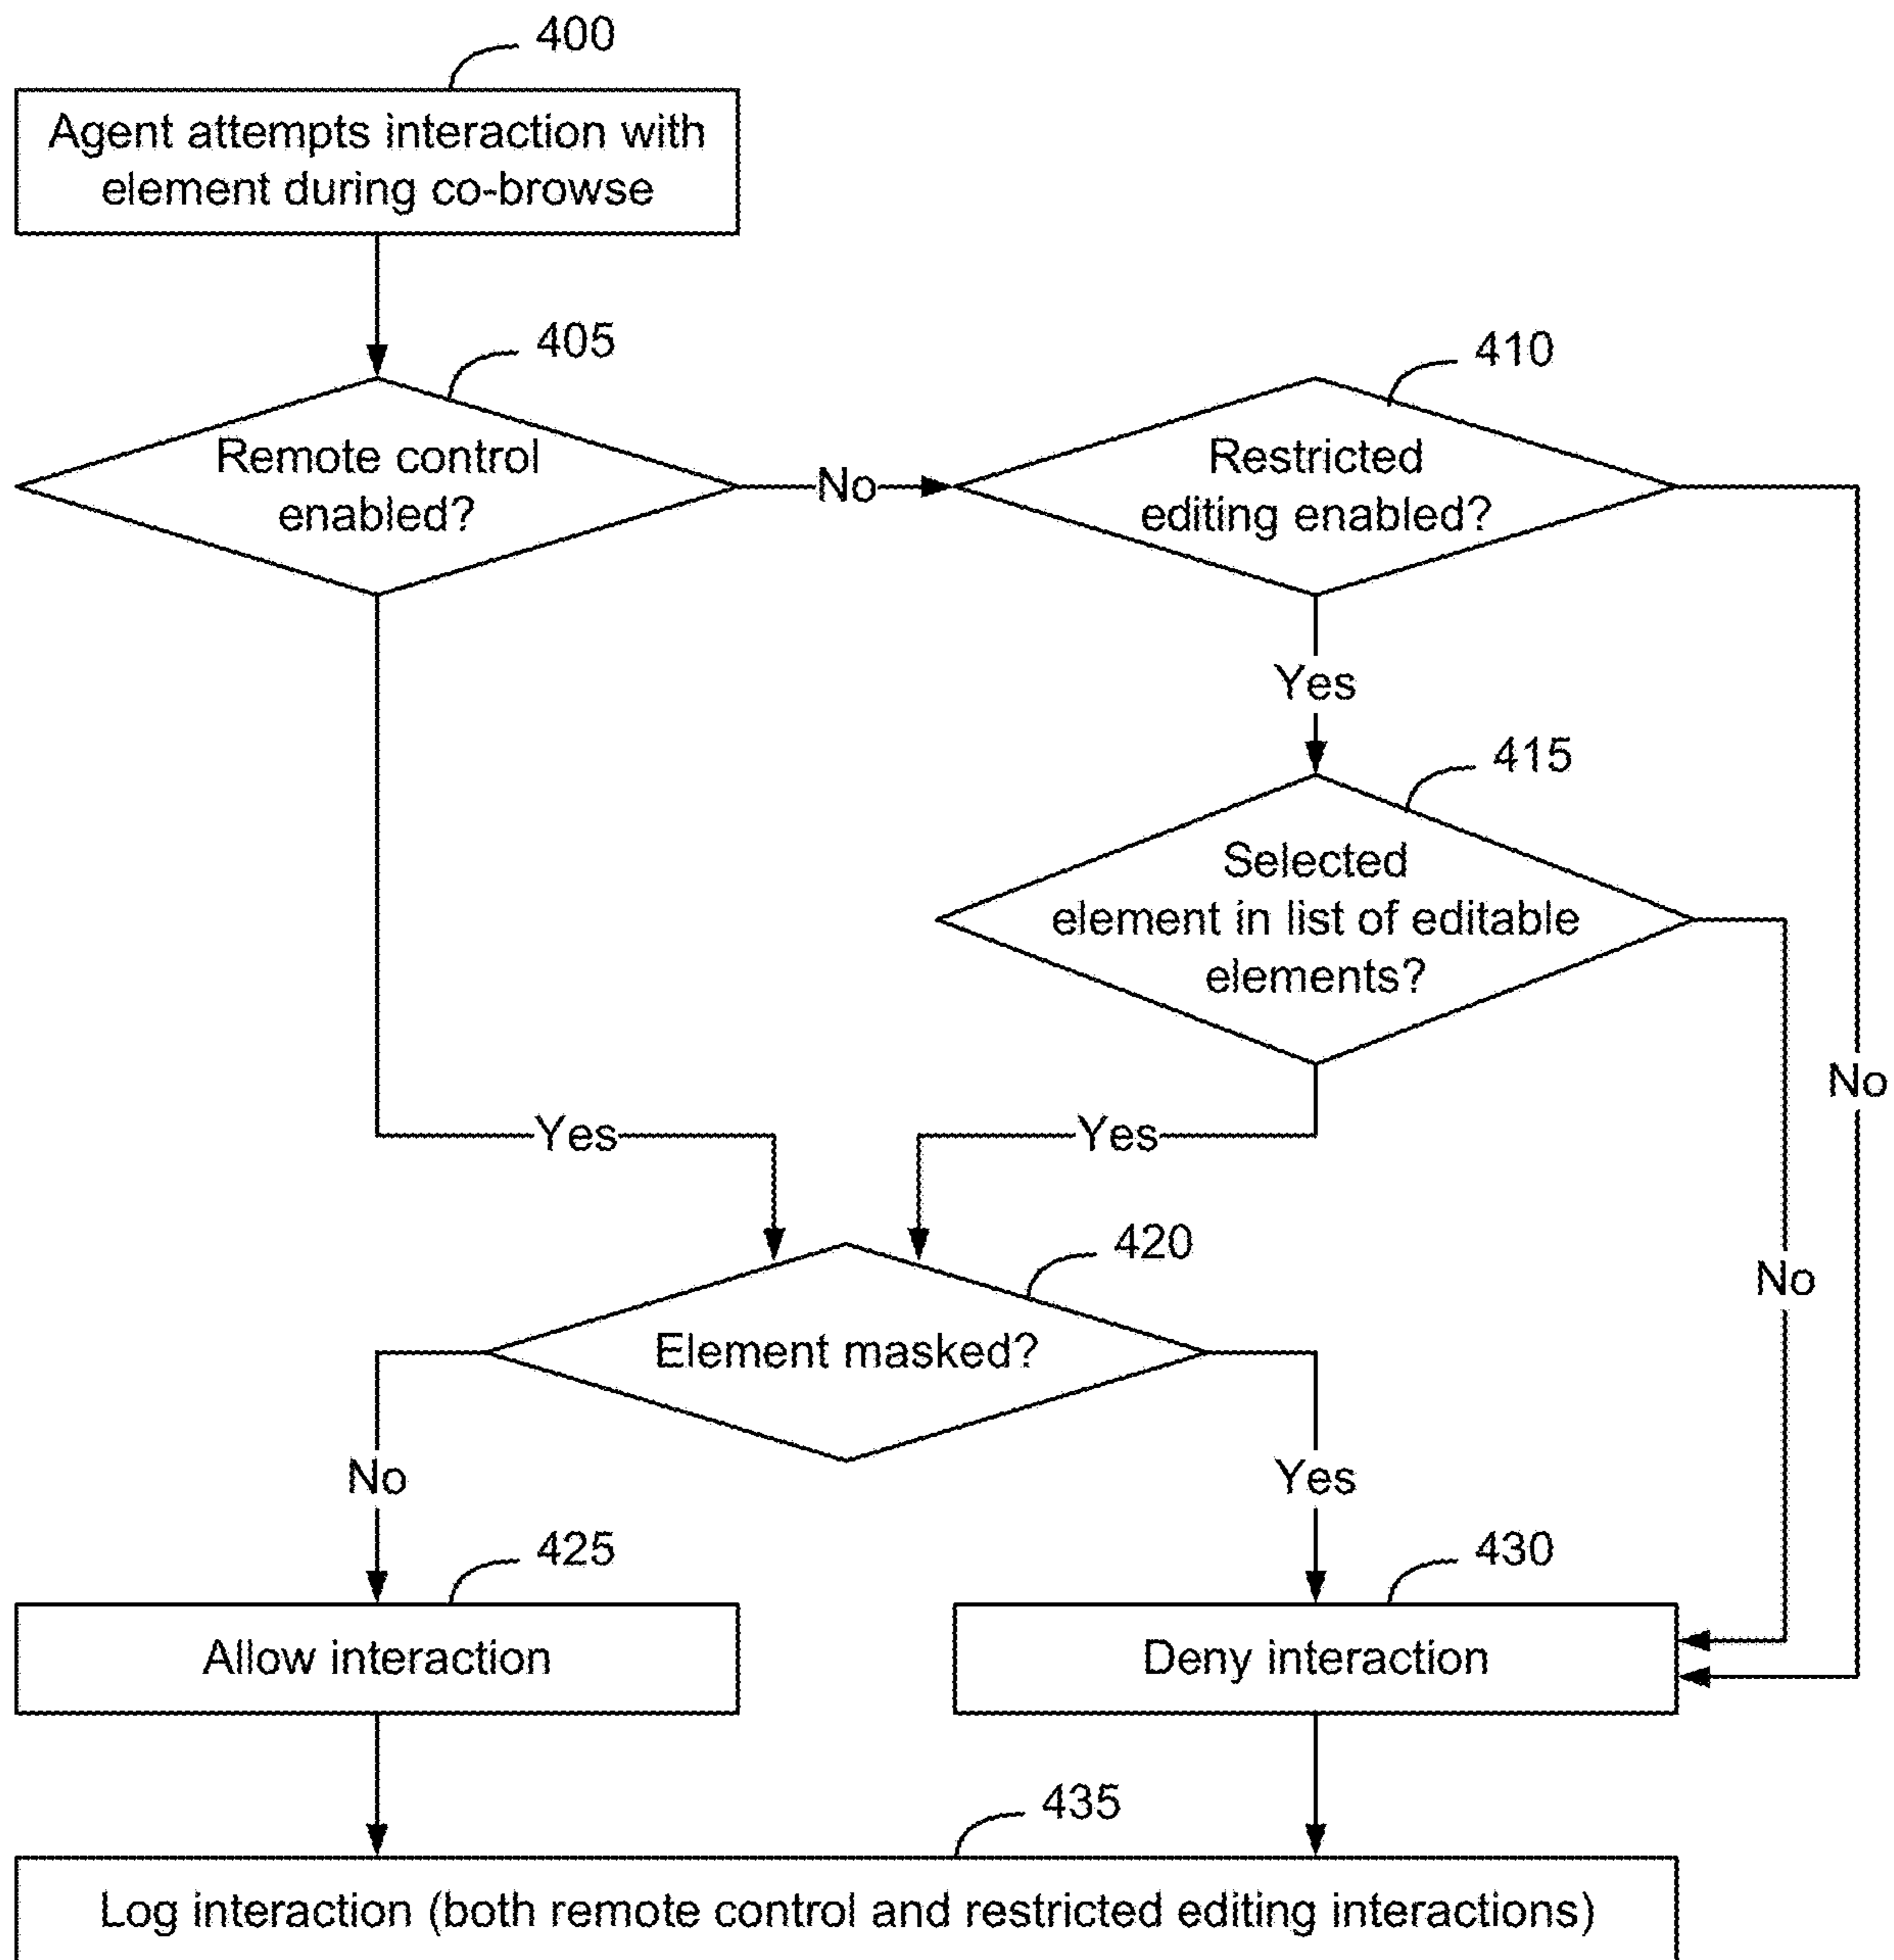 400
Agent attempts interaction with
element during co-browse
405
410
Remote control
enabled?
No
Restricted
editing enabled?
Yes
415
Selected
element in list of editable
elements?
No
Yes
Yes
420
No
Element masked?
No
Yes
425
430
Allow interaction
Deny interaction
435
Log interaction (both remote control and restricted editing interactions)